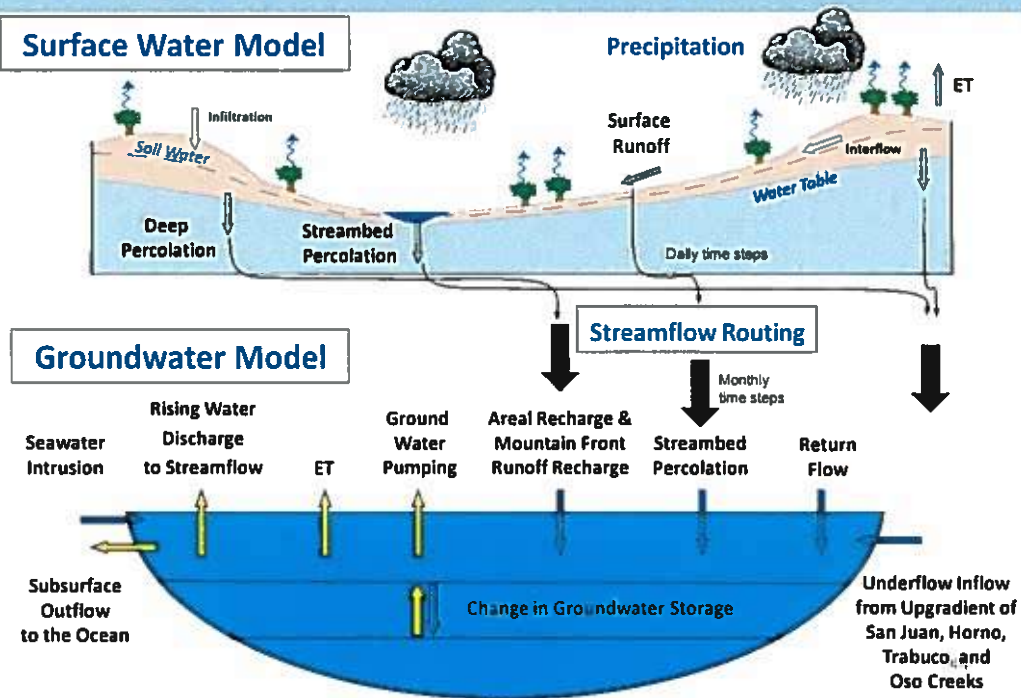 Surface Water Model
Precipitation
ET
Infiltration
Surface
Runoff
Soil Water
Interflow
Water Table
Deep
Percolation
Streambed
Percolation
Daily time steps
Streamflow Routing
Groundwater Model
Monthly
time steps
Seawater
Intrusion
Rising Water
Discharge
to Streamflow
ET
Ground
Water
Pumping
Areal Recharge &
Mountain Front
Runoff Recharge
Streambed
Percolation
Return
Flow
Subsurface
Outflow
to the Ocean
Change in Groundwater Storage
Underflow Inflow
from Upgradient of
San Juan, Horno,
Trabuco, and
Oso Creeks